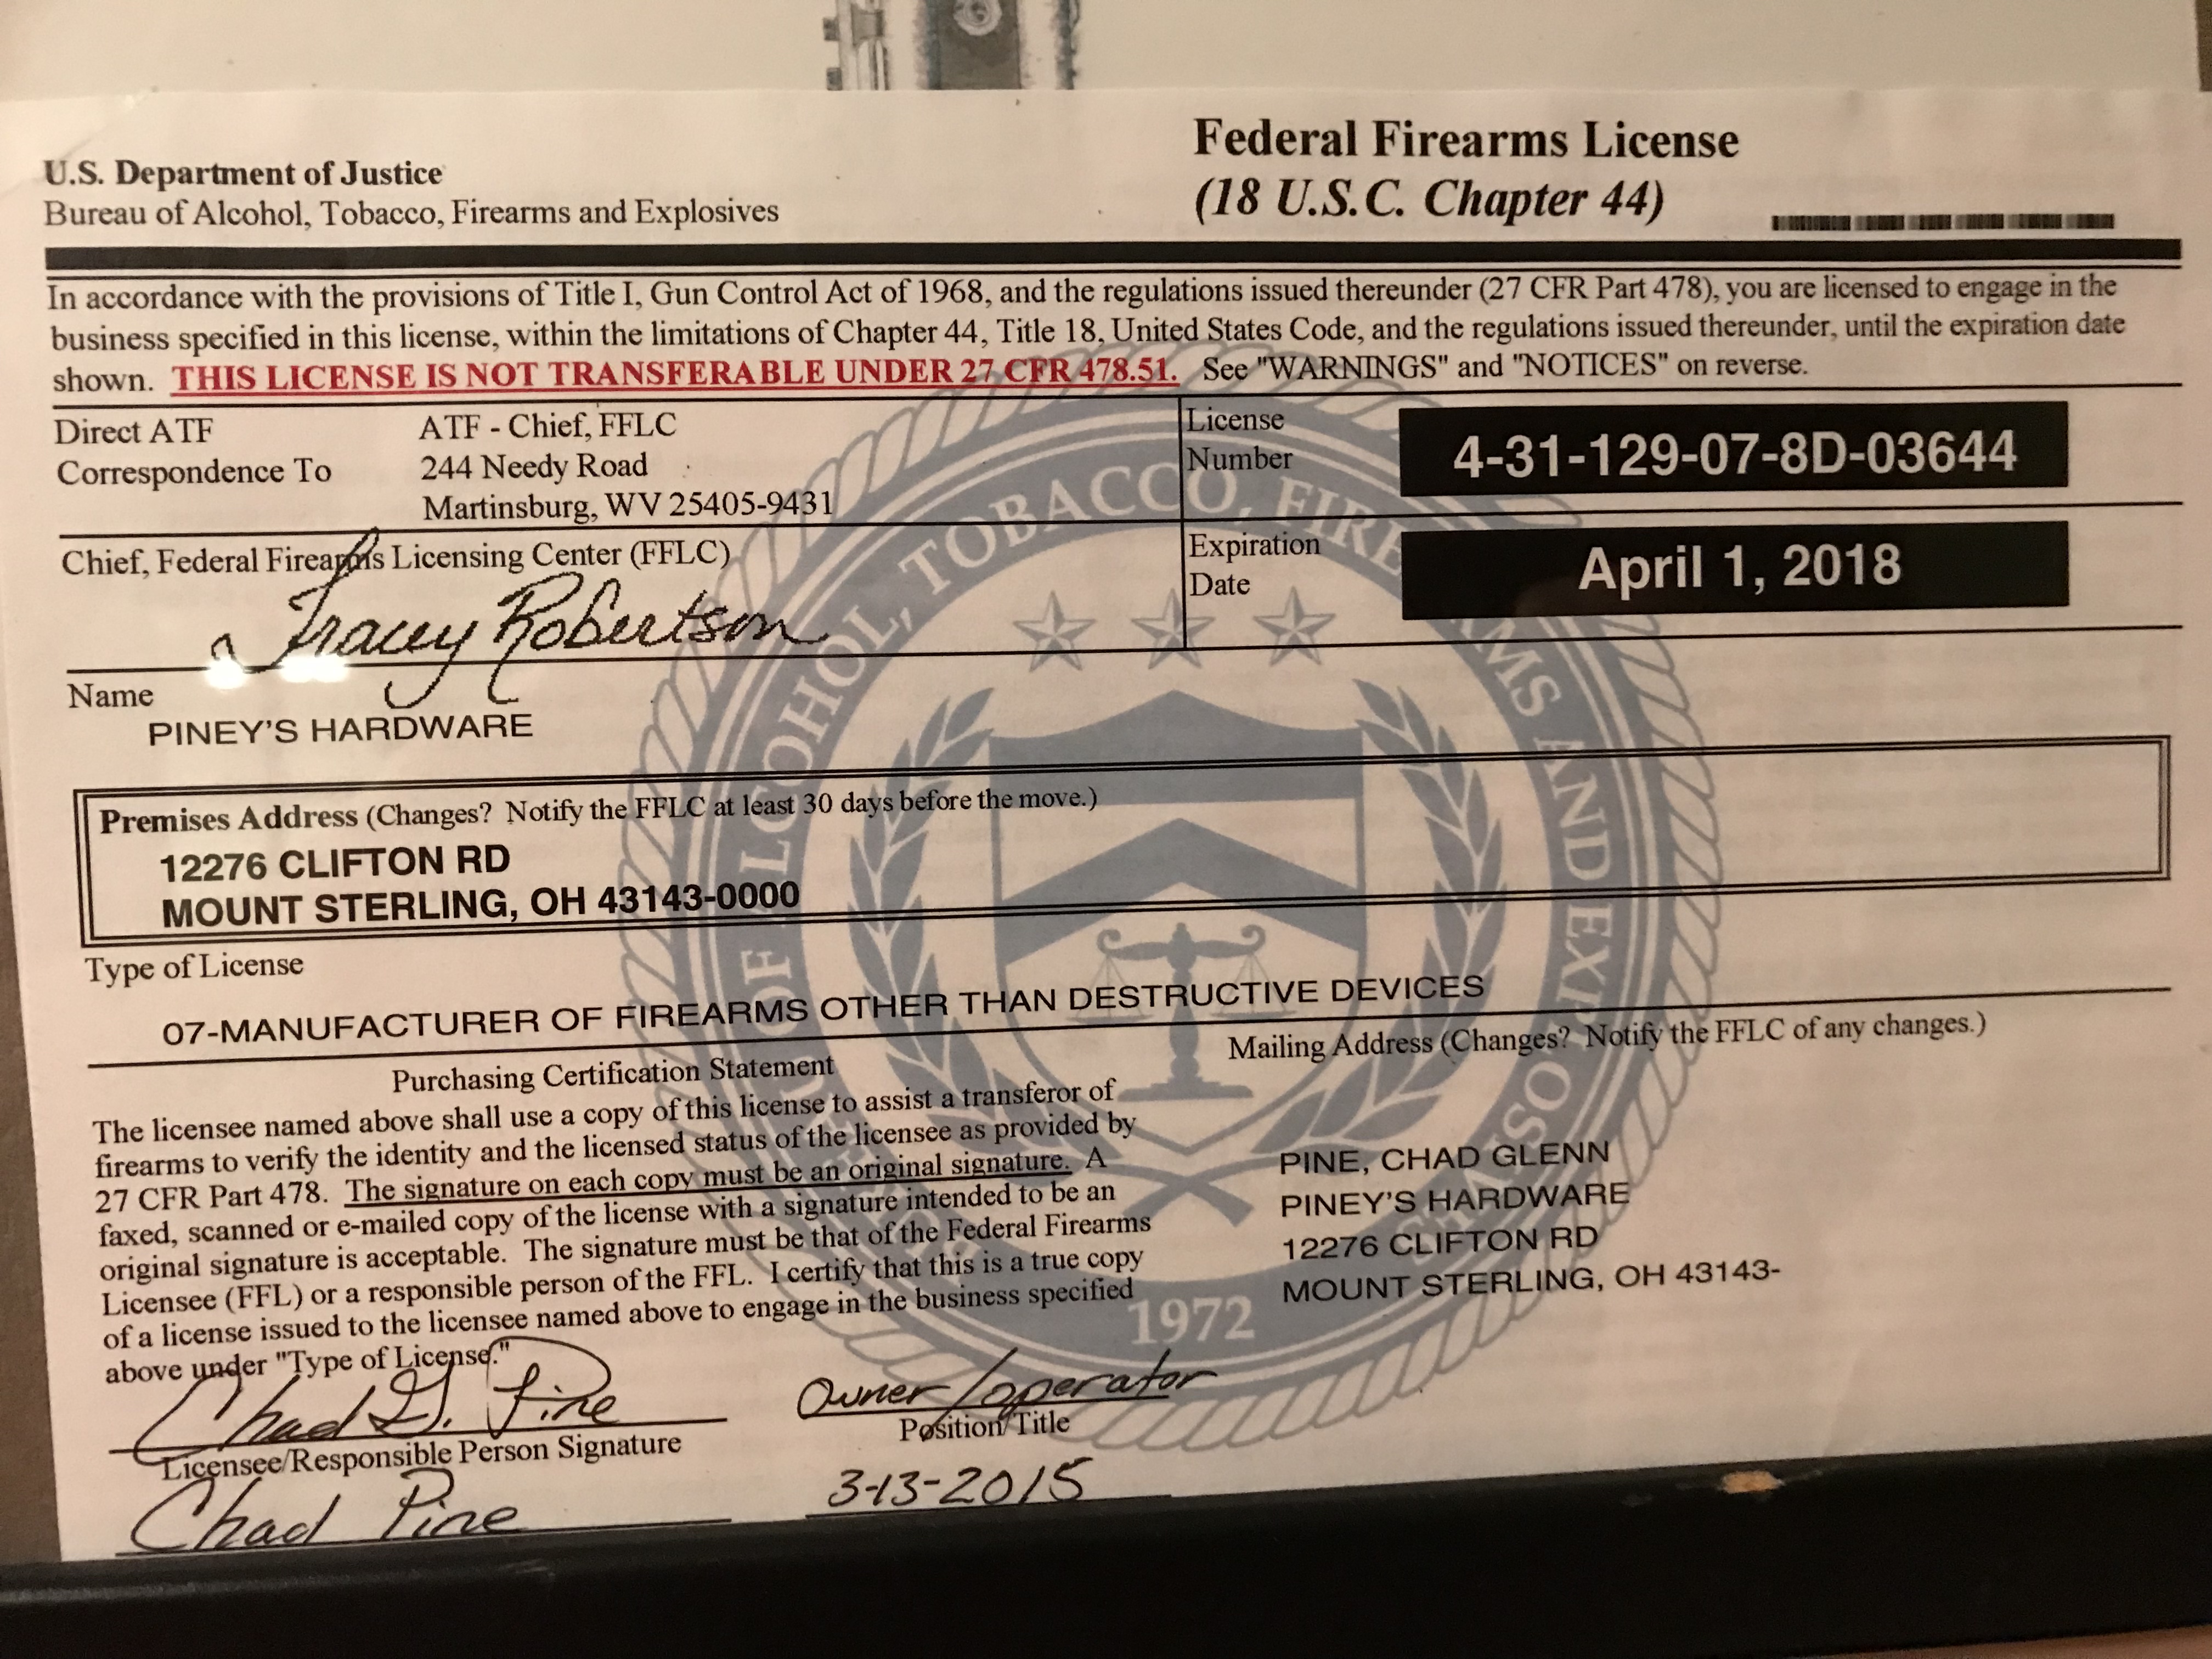 U.S. Department of Justice
Bureau of Alcohol, Tobacco, Firearms and Explosives
Federal Firearms License
(18 U.S.C. Chapter 44)
In accordance with the provisions of Title I, Gun Control Act of 1968, and the regulations issued thereunder (27 CFR Part 478), you are licensed to engage in the
business specified in this license, within the limitations of Chapter 44, Title 18, United States Code, and the regulations issued thereunder, until the expiration date
shown. THIS LICENSE IS NOT TRANSFERABLE UNDER 27 CFR 478.51. See "WARNINGS" and "NOTICES" on reverse.
Direct ATF
Correspondence To
ATF - Chief, FFLC
244 Needy Road
Martinsburg, WV 25405-9431
License
Number
4-31-129-07-8D-03644
Chief, Federal Firearms Licensing Center (FFLC)
Tracey Robertson
Expiration
Date
April 1, 2018
Name
PINEY'S HARDWARE
Premises Address (Changes? Notify the FFLC at least 30 days before the move.)
12276 CLIFTON RD
MOUNT STERLING, OH 43143-0000
Type of License
07-MANUFACTURER OF FIREARMS OTHER THAN DESTRUCTIVE DEVICES
Purchasing Certification Statement
The licensee named above shall use a copy of this license to assist a transferor of
firearms to verify the identity and the licensed status of the licensee as provided by
27 CFR Part 478. The signature on each copy must be an original signature. A
faxed, scanned or e-mailed copy of the license with a signature intended to be an
original signature is acceptable. The signature must be that of the Federal Firearms
Licensee (FFL) or a responsible person of the FFL. I certify that this is a true copy
of a license issued to the licensee named above to engage in the business specified
above under "Type of License."
Mailing Address (Changes? Notify the FFLC of any changes.)
PINE, CHAD GLENN
PINEY'S HARDWARE
12276 CLIFTON RD
MOUNT STERLING, OH 43143-
Chad G. Pine
Owner/operator
Licensee/Responsible Person Signature
Position/Title
Chad Pine
3-13-2015
BUREAU OF ALCOHOL, TOBACCO, FIREARMS AND EXPLOSIVES
1972